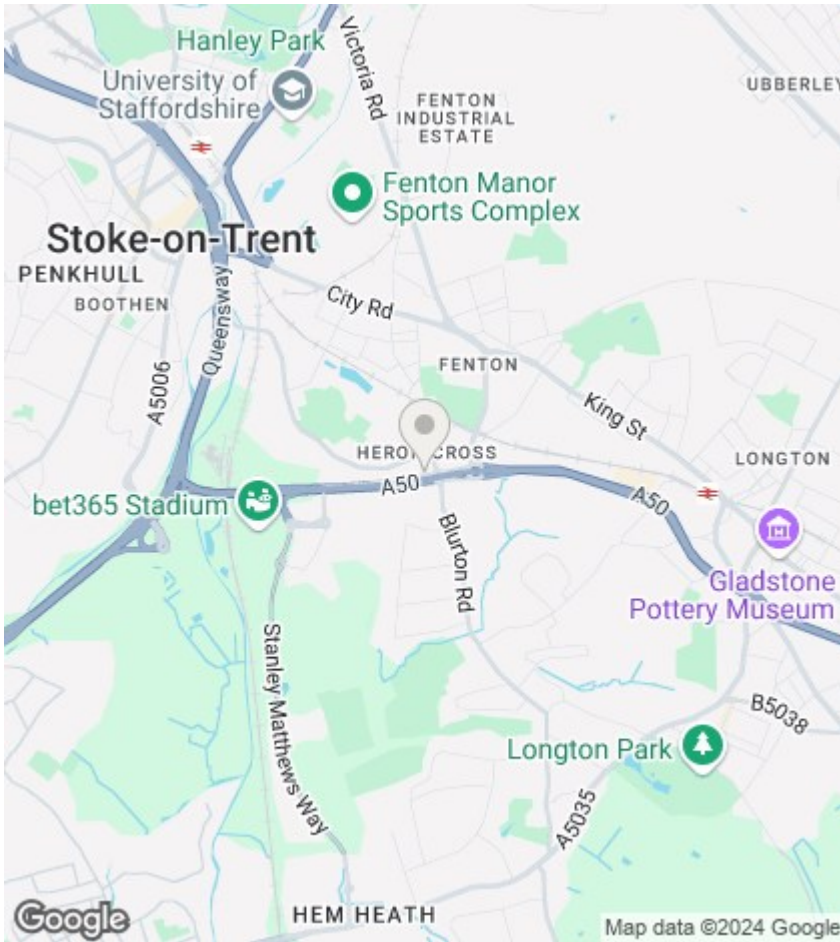 Hanley Park
University of
Staffordshire
Victoria Rd
FENTON
INDUSTRIAL
ESTATE
UBBERLEY
Fenton Manor
Sports Complex
Stoke-on-Trent
PENKHULL
BOOTHEN
Queensway
City Rd
A5006
FENTON
King St
HERON CROSS
LONGTON
bet365 Stadium
A50
A50
Blurton Rd
Gladstone
Pottery Museum
Stanley Matthews Way
B5038
Longton Park
A5035
HEM HEATH
Google
Map data ©2024 Google